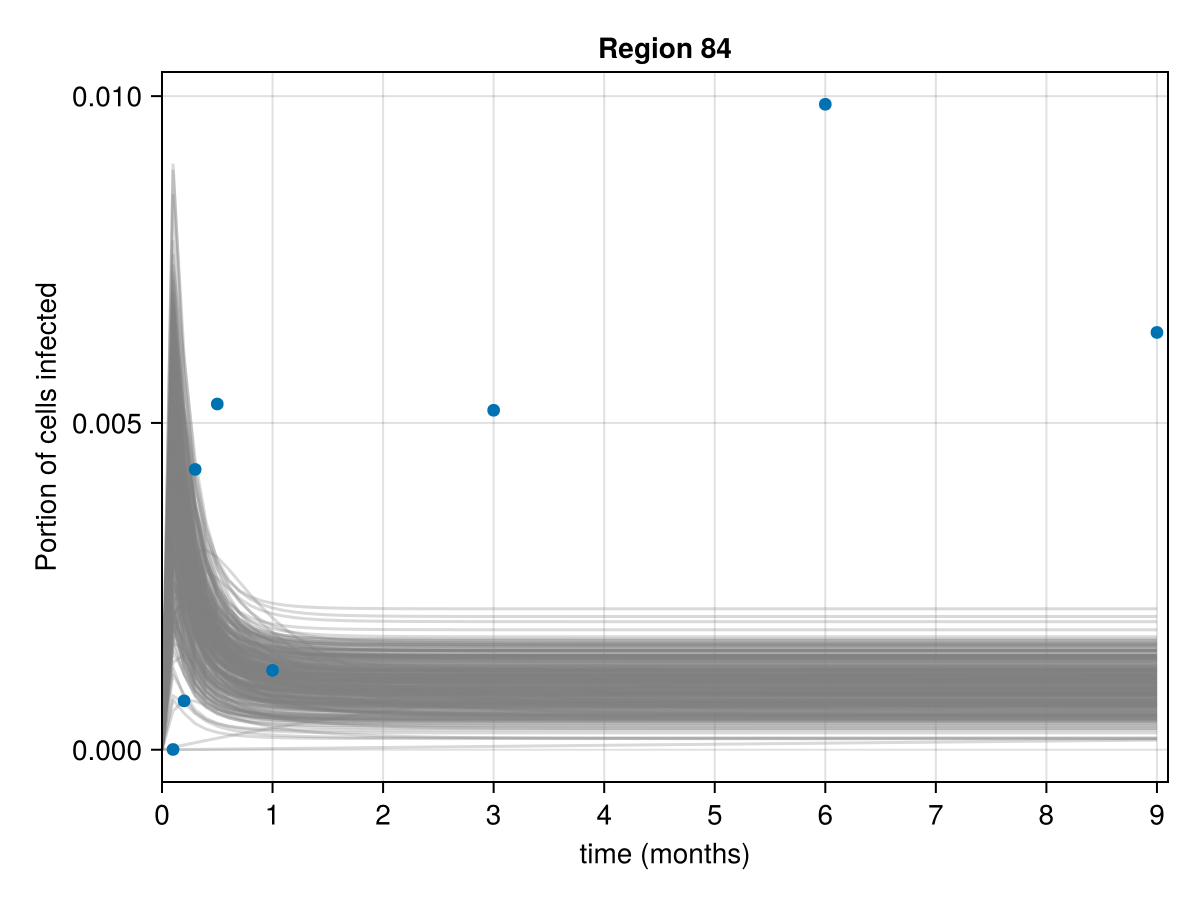 Region 84
Portion of cells infected
0.010
0.005
0.000
0 1 2 3 4 5 6 7 8 9
time (months)